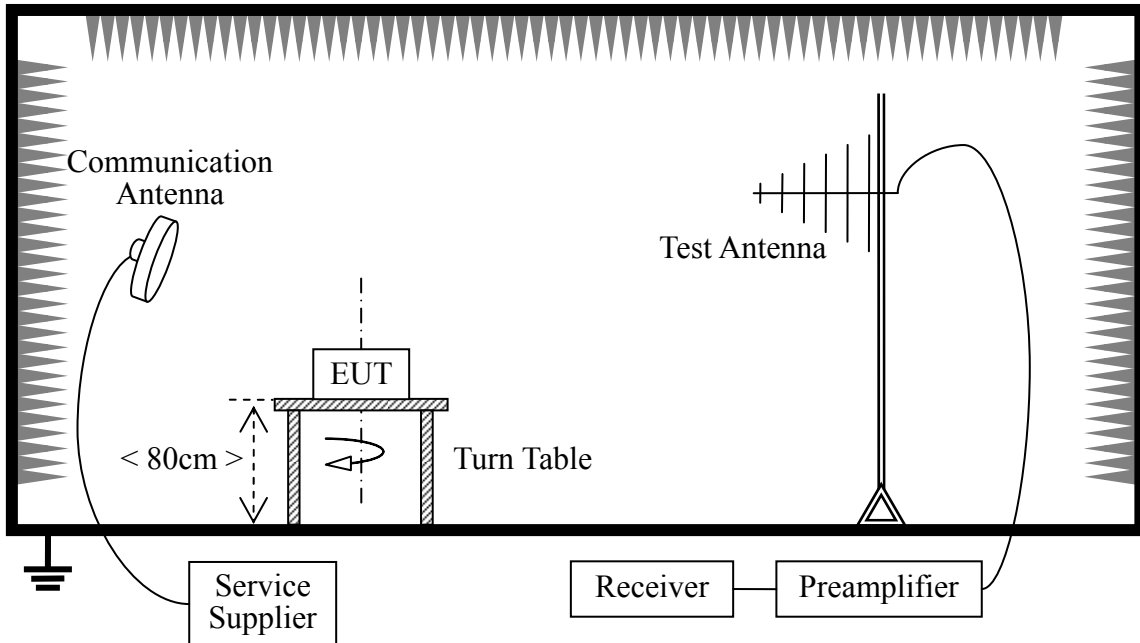 Communication
Antenna
Test Antenna
EUT
< 80cm >
Turn Table
Service
Supplier
Receiver
Preamplifier